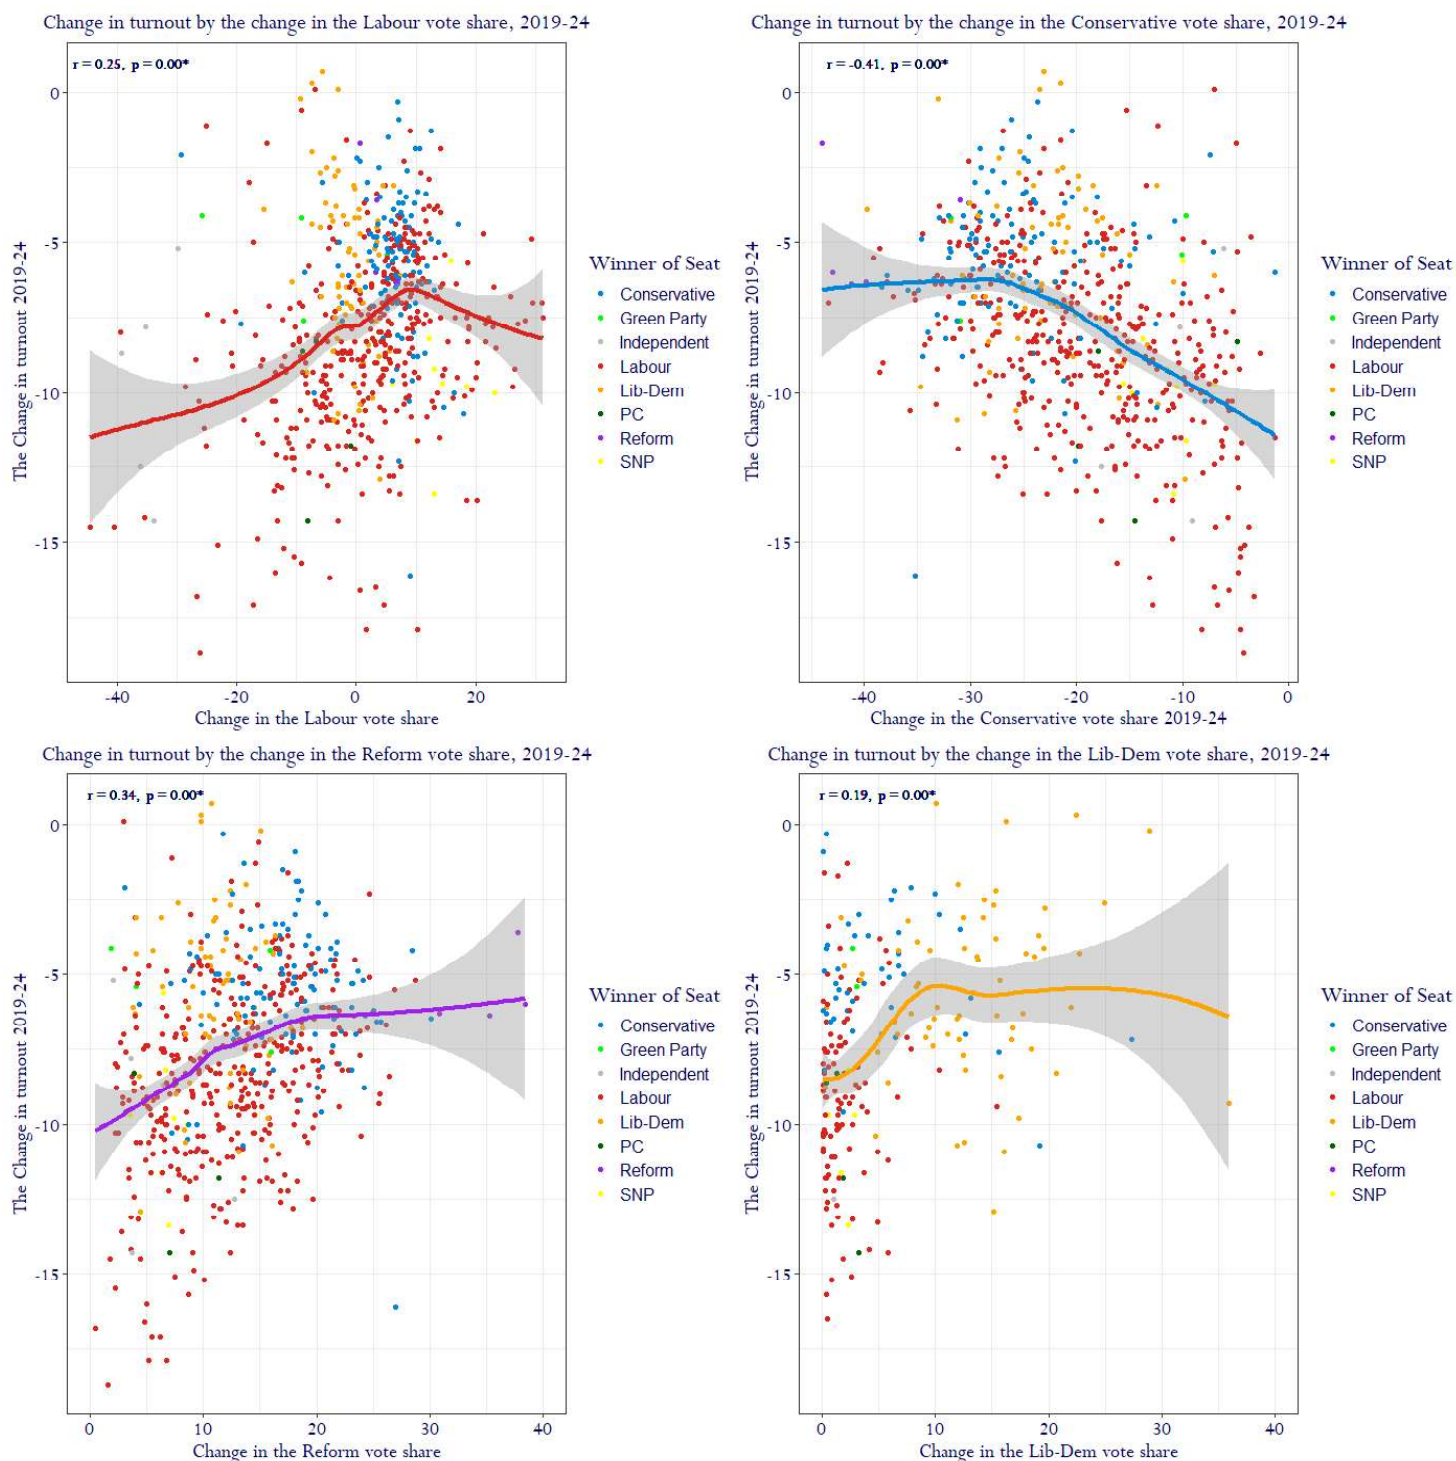 Change in turnout by the change in the Labour vote share, 2019-24
r = 0.25, p = 0.00*
The Change in turnout 2019-24
0
-5
-10
-15
-40
-20
0
20
Change in the Labour vote share
Winner of Seat
Conservative
Green Party
Independent
Labour
Lib-Dem
PC
Reform
SNP
Change in turnout by the change in the Conservative vote share, 2019-24
r = -0.41, p = 0.00*
The Change in turnout 2019-24
0
-5
-10
-15
-40
-30
-20
-10
0
Change in the Conservative vote share 2019-24
Winner of Seat
Conservative
Green Party
Independent
Labour
Lib-Dem
PC
Reform
SNP
Change in turnout by the change in the Reform vote share, 2019-24
r = 0.34, p = 0.00*
The Change in turnout 2019-24
0
-5
-10
-15
0
10
20
30
40
Change in the Reform vote share
Winner of Seat
Conservative
Green Party
Independent
Labour
Lib-Dem
PC
Reform
SNP
Change in turnout by the change in the Lib-Dem vote share, 2019-24
r = 0.19, p = 0.00*
The Change in turnout 2019-24
0
-5
-10
-15
0
10
20
30
40
Change in the Lib-Dem vote share
Winner of Seat
Conservative
Green Party
Independent
Labour
Lib-Dem
PC
Reform
SNP